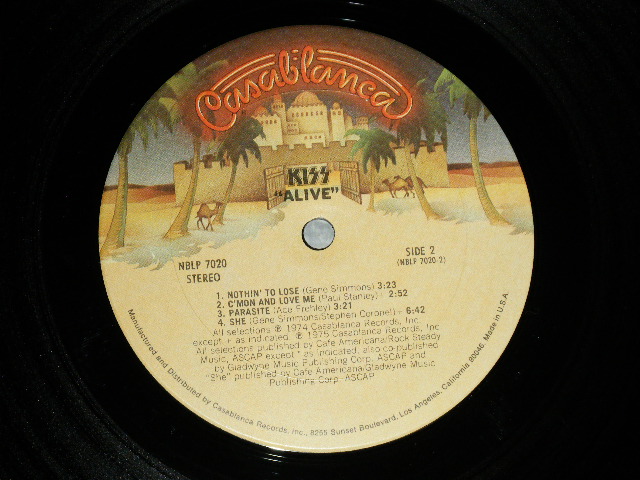 Casablanca
KISS
"ALIVE"
NBLP 7020
STEREO
SIDE 2
(NBLP 7020-2)
1. NOTHIN' TO LOSE (Gene Simmons) 3:23
2. C'MON AND LOVE ME (Paul Stanley)+ 2:52
3. PARASITE (Ace Frehley) 3:21
4. SHE (Gene Simmons/Stephen Coronel)+ 6:42
All selections ℗ 1974 Casablanca Records, Inc.
except + as indicated ℗ 1975 Casablanca Records, Inc.
All selections published by Cafe Americana/Rock Steady
Music, ASCAP except * as indicated, also co-published
by Gladwyne Music Publishing Corp. ASCAP and
"She" published by Cafe Americana/Gladwyne Music
Publishing Corp.-ASCAP
Manufactured and Distributed by Casablanca Records, Inc., 8255 Sunset Boulevard, Los Angeles, California 90046. Made in U.S.A.